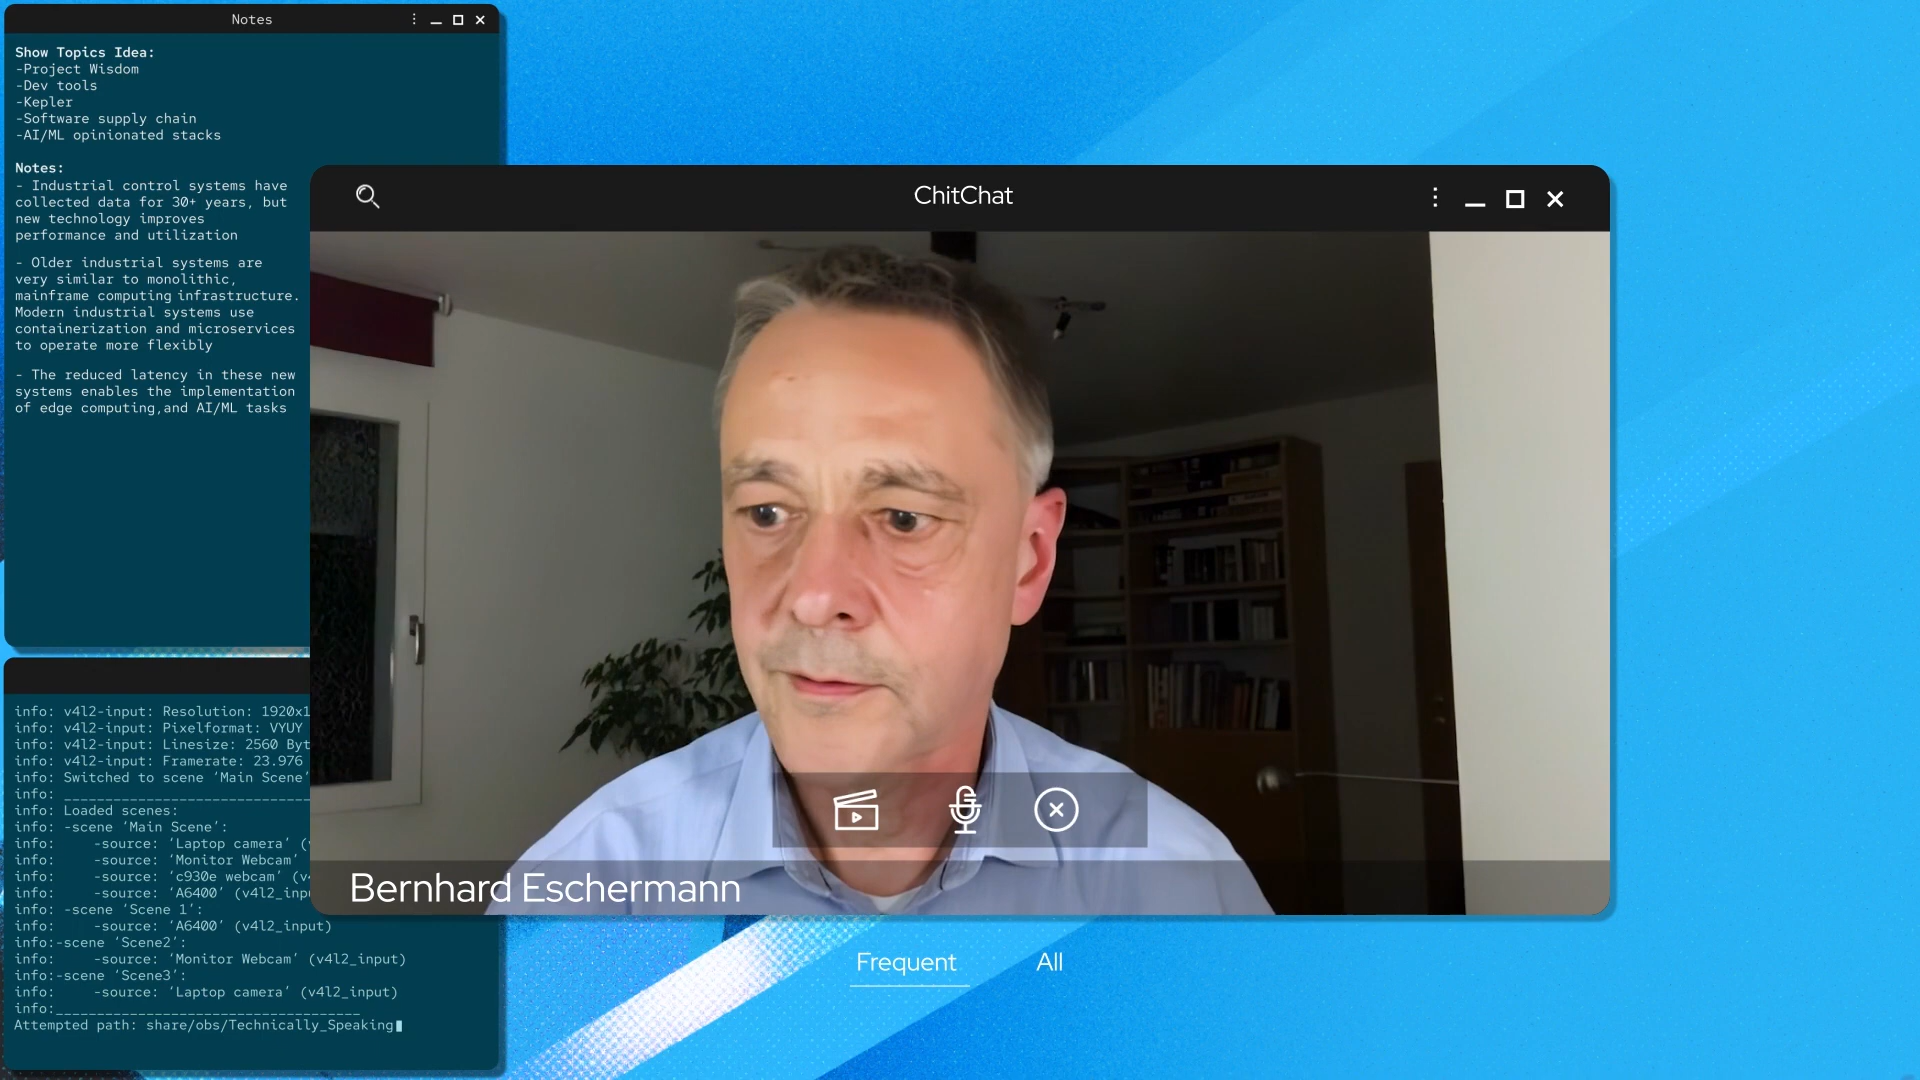 Notes
Show Topics Idea:
-Project Wisdom
-Dev tools
-Kepler
-Software supply chain
-AI/ML opinionated stacks
Notes:
- Industrial control systems have
collected data for 30+ years, but
new technology improves
performance and utilization
- Older industrial systems are
very similar to monolithic,
mainframe computing infrastructure.
Modern industrial systems use
containerization and microservices
to operate more flexibly
- The reduced latency in these new
systems enables the implementation
of edge computing,and AI/ML tasks
ChitChat
Bernhard Eschermann
Frequent
All
info: v4l2-input: Resolution: 1920x1
info: v4l2-input: Pixelformat: VYUY
info: v4l2-input: Linesize: 2560 Byt
info: v4l2-input: Framerate: 23.976
info: Switched to scene ‘Main Scene’
info: ______________________________
info: Loaded scenes:
info: -scene ‘Main Scene’:
info:     -source: ‘Laptop camera’ (v
info:     -source: ‘Monitor Webcam’
info:     -source: ‘c930e webcam’ (v4
info:     -source: ‘A6400’ (v4l2_inpu
info: -scene ‘Scene 1’:
info:     -source: ‘A6400’ (v4l2_input)
info:-scene ‘Scene2’:
info:     -source: ‘Monitor Webcam’ (v4l2_input)
info:-scene ‘Scene3’:
info:     -source: ‘Laptop camera’ (v4l2_input)
info:_____________________________________
Attempted path: share/obs/Technically_Speaking